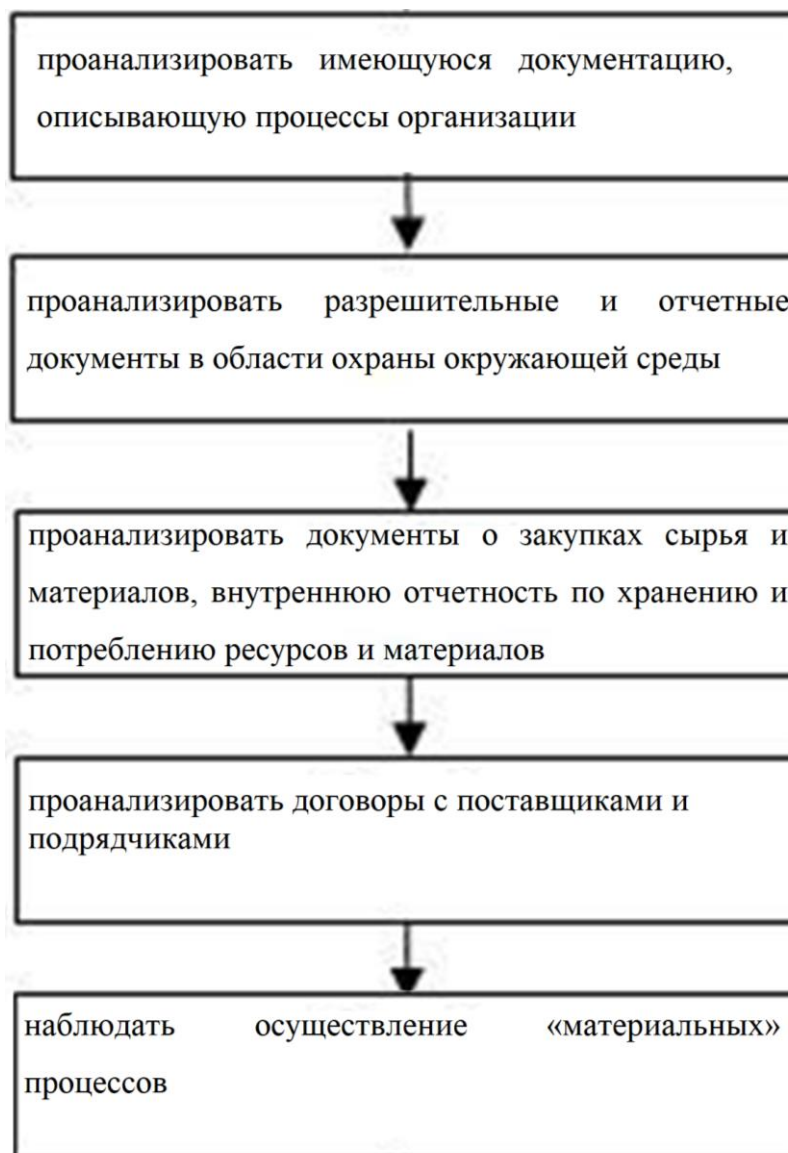 проанализировать имеющуюся документацию,
описывающую процессы организации
проанализировать разрешительные и отчетные
документы в области охраны окружающей среды
проанализировать документы о закупках сырья и
материалов, внутреннюю отчетность по хранению и
потреблению ресурсов и материалов
проанализировать договоры с поставщиками и
подрядчиками
наблюдать осуществление «материальных»
процессов